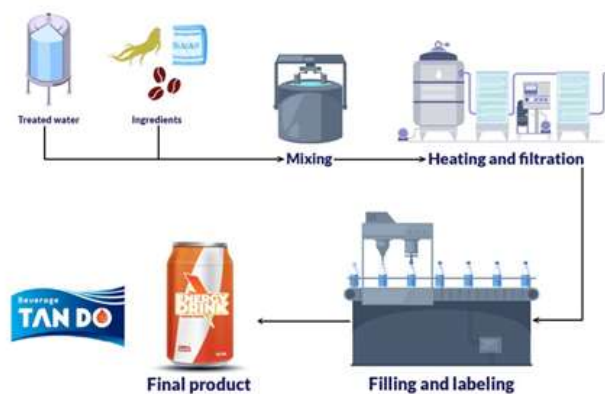 Treated water
Ingredients
Mixing
Heating and filtration
Beverage
TAN DO
ENERGY
DRINK
Final product
Filling and labeling